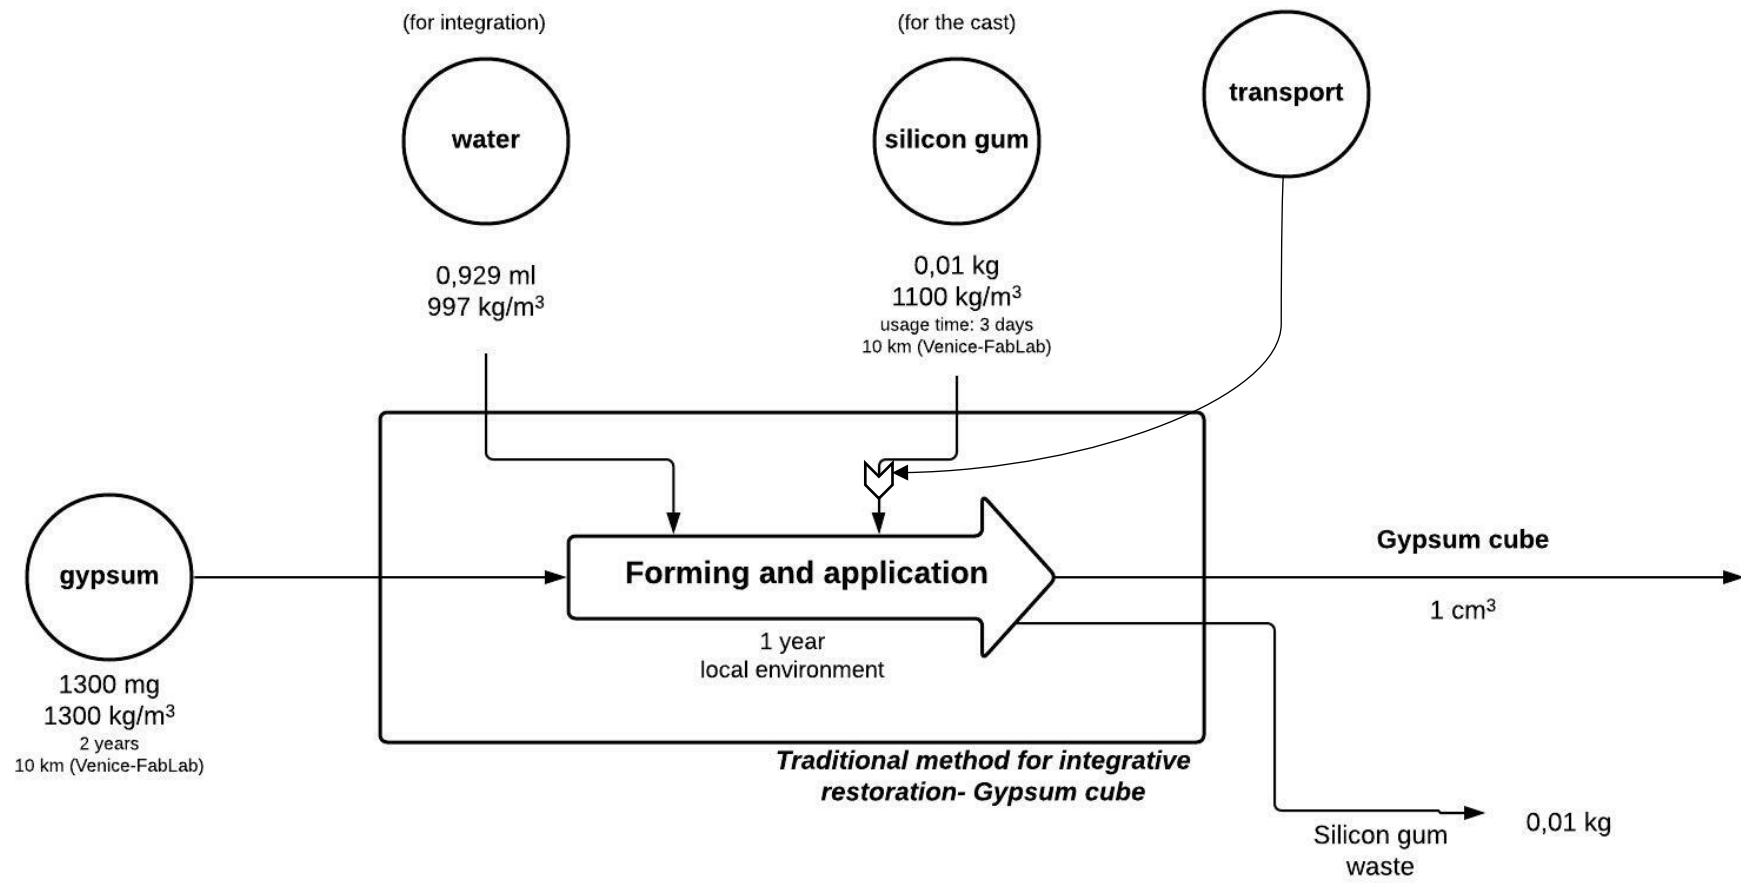 (for integration)
water
0,929 ml
997 kg/m³
(for the cast)
silicon gum
0,01 kg
1100 kg/m³
usage time: 3 days
10 km (Venice-FabLab)
transport
gypsum
1300 mg
1300 kg/m³
2 years
10 km (Venice-FabLab)
Forming and application
1 year
local environment
Traditional method for integrative
restoration- Gypsum cube
Gypsum cube
1 cm³
Silicon gum
waste
0,01 kg